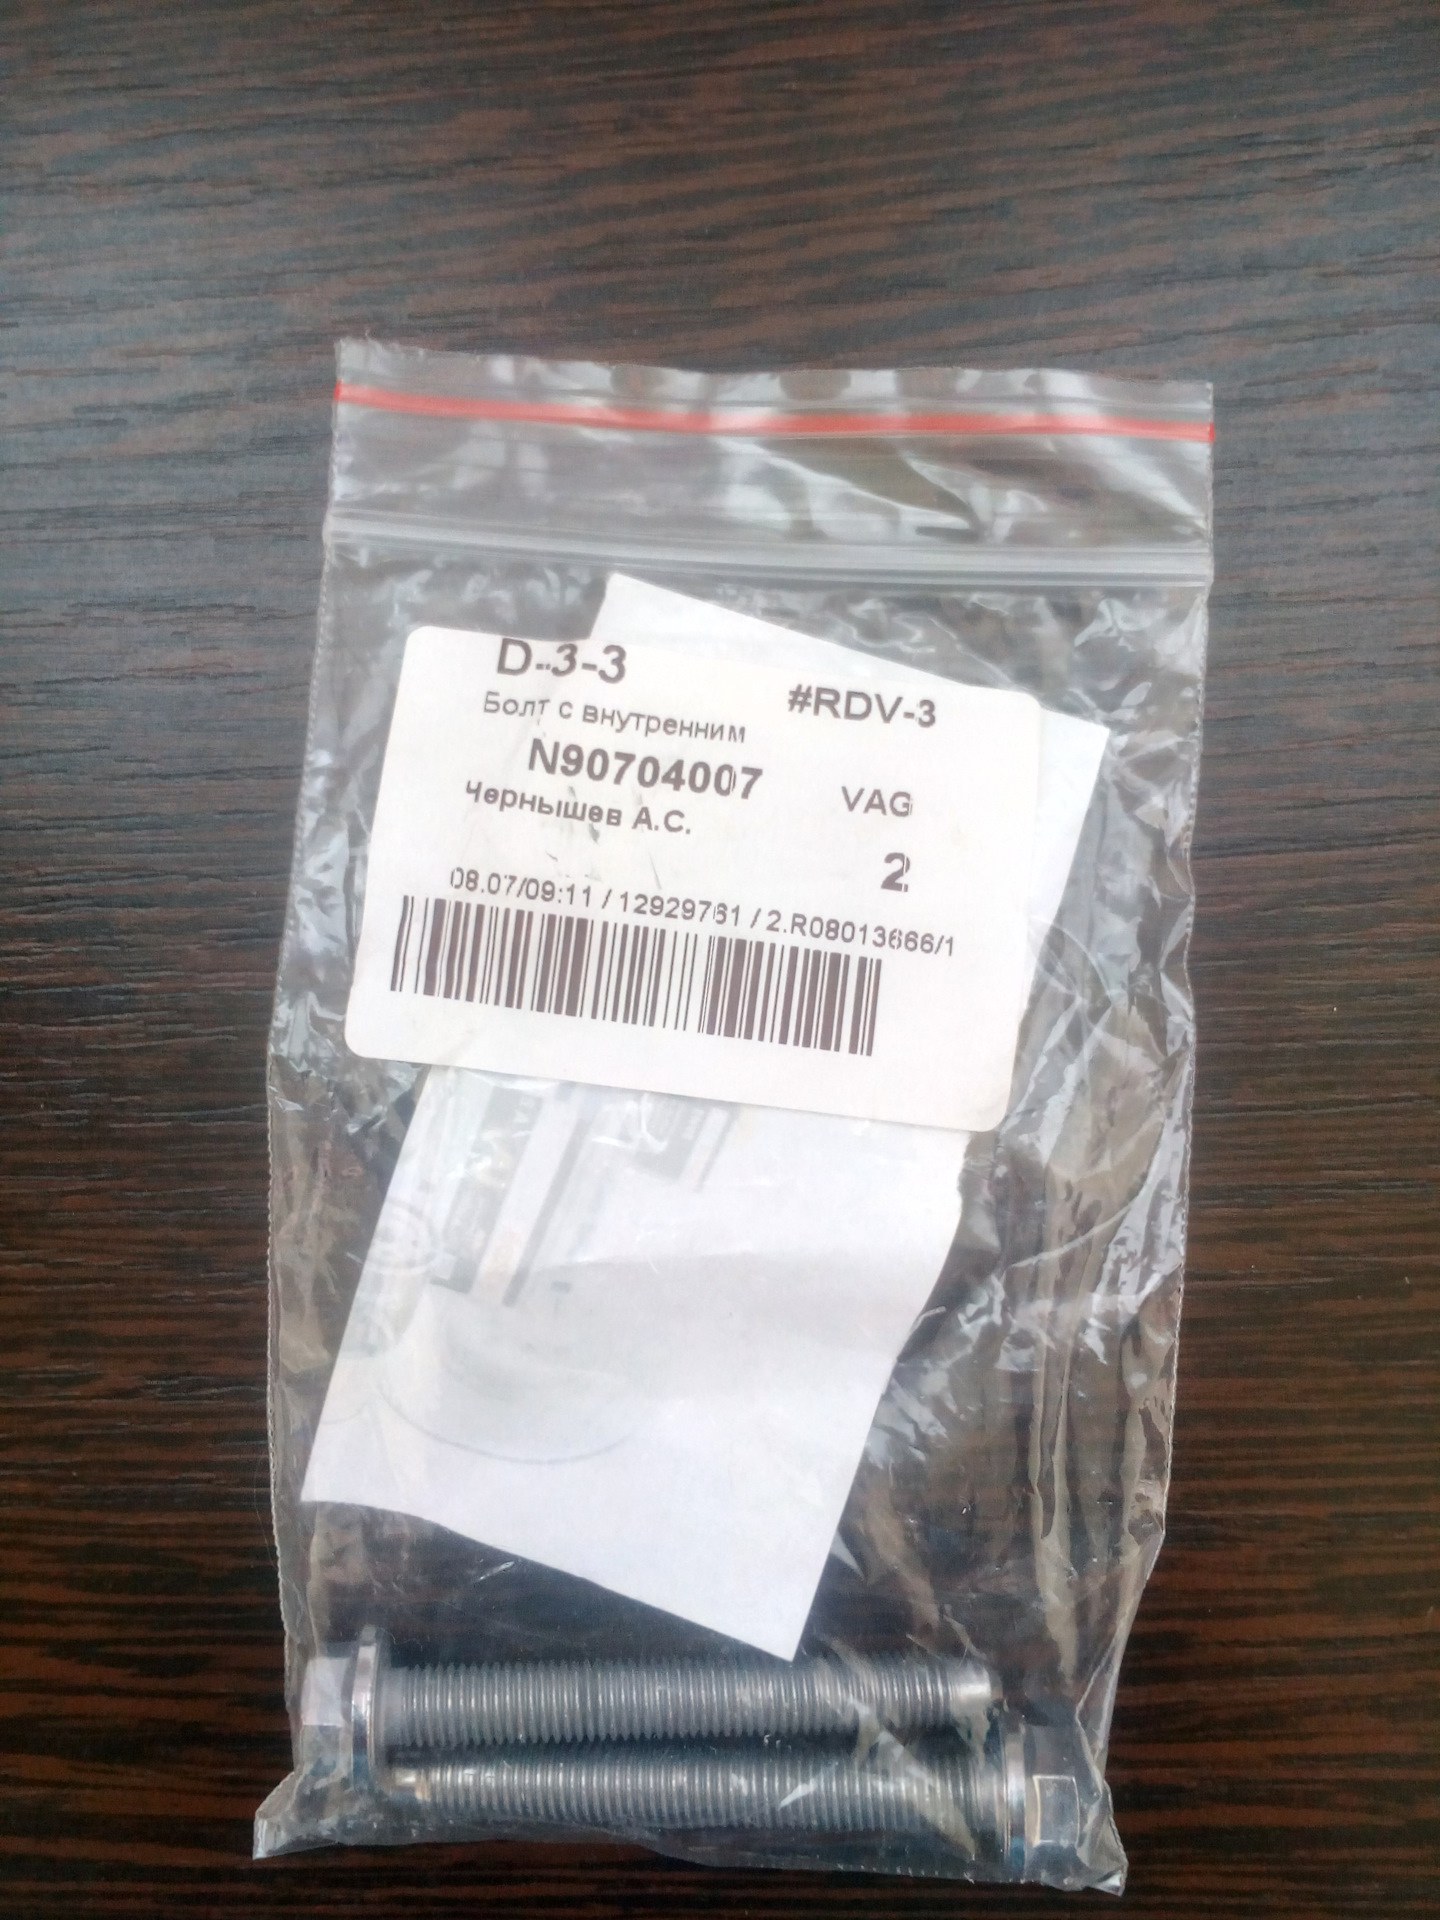 D-3-3
#RDV-3
Болт с внутренним
N90704007
VAG
Чернышев А.С.
2
08.07/09:11 / 12929761 / 2.R08013666/1